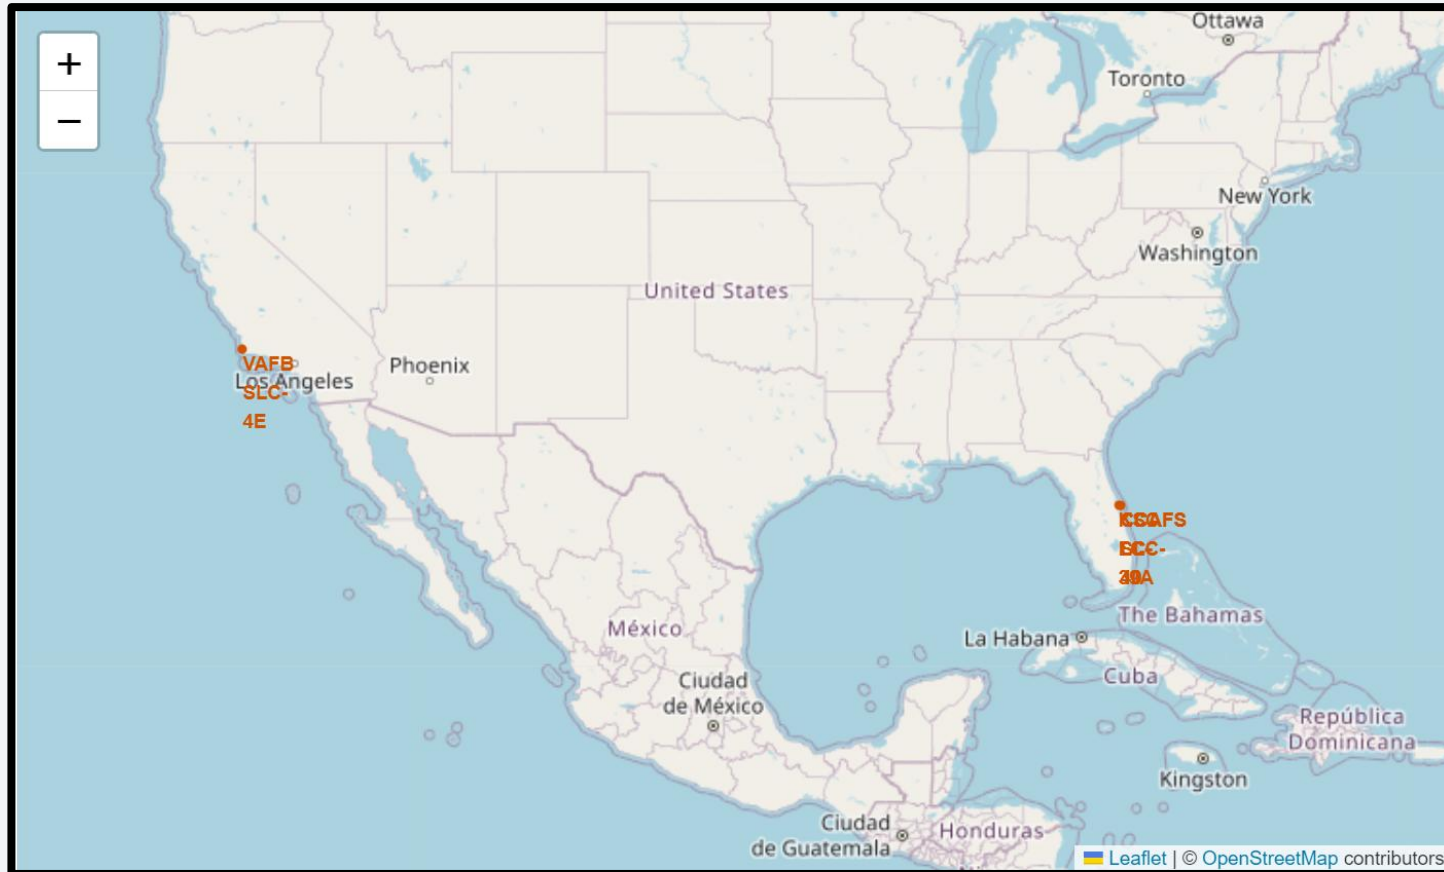 +
−
Ottawa
Toronto
New York
Washington
United States
VAFB
SLC-
4E
Los Angeles
Phoenix
México
Ciudad
de México
La Habana
The Bahamas
Cuba
República
Dominicana
Kingston
Ciudad
de Guatemala
Honduras
Leaflet | © OpenStreetMap contributors